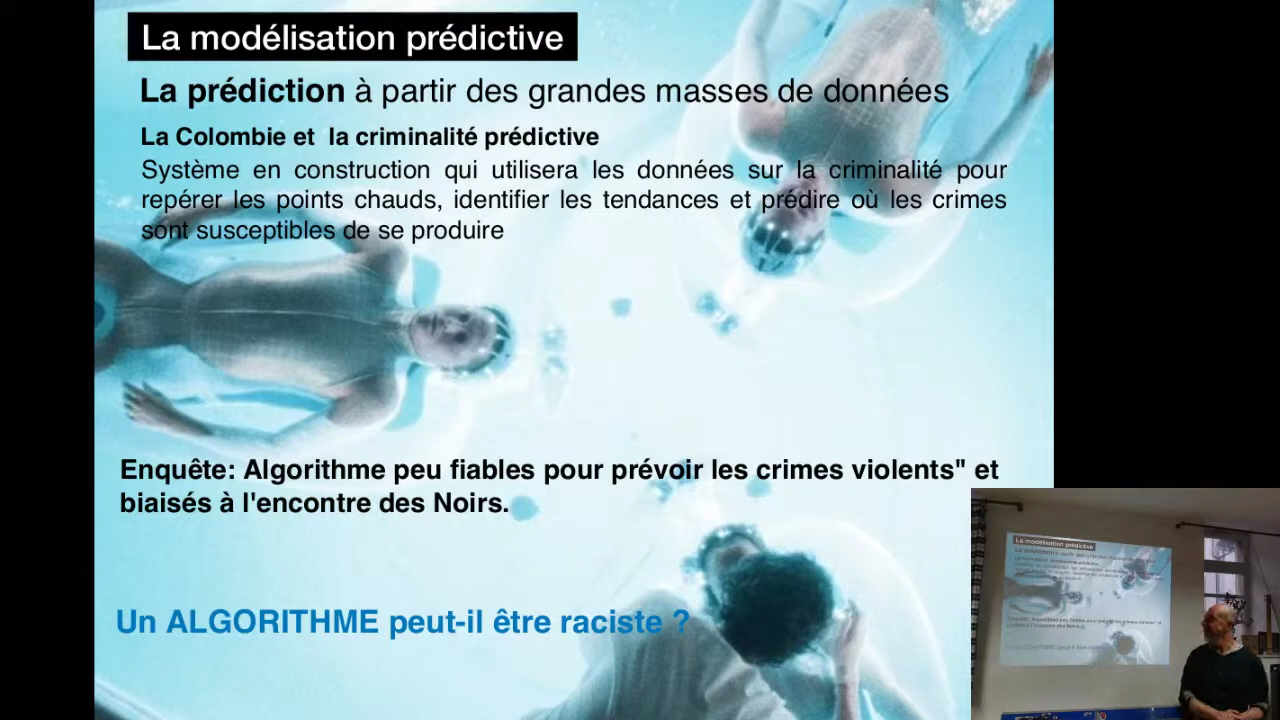 La modélisation prédictive
La prédiction à partir des grandes masses de données
La Colombie et la criminalité prédictive
Système en construction qui utilisera les données sur la criminalité pour
repérer les points chauds, identifier les tendances et prédire où les crimes
sont susceptibles de se produire
Enquête: Algorithme peu fiables pour prévoir les crimes violents" et
biaisés à l'encontre des Noirs.
Un ALGORITHME peut-il être raciste ?
La modélisation prédictive